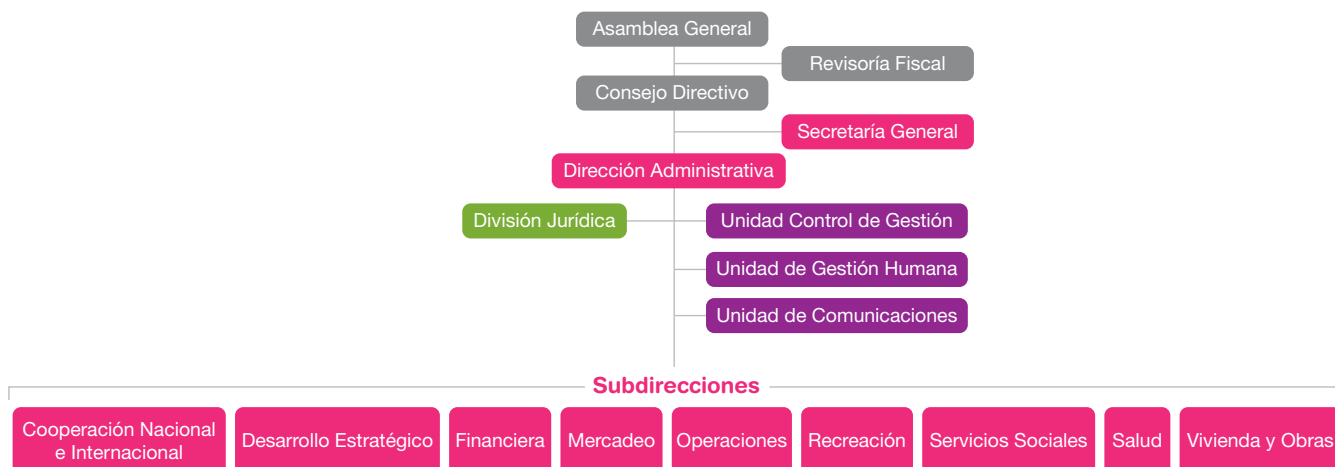 Asamblea General
Revisoría Fiscal
Consejo Directivo
Secretaría General
Dirección Administrativa
División Jurídica
Unidad Control de Gestión
Unidad de Gestión Humana
Unidad de Comunicaciones
Subdirecciones
Cooperación Nacional
e Internacional
Desarrollo Estratégico
Financiera
Mercadeo
Operaciones
Recreación
Servicios Sociales
Salud
Vivienda y Obras